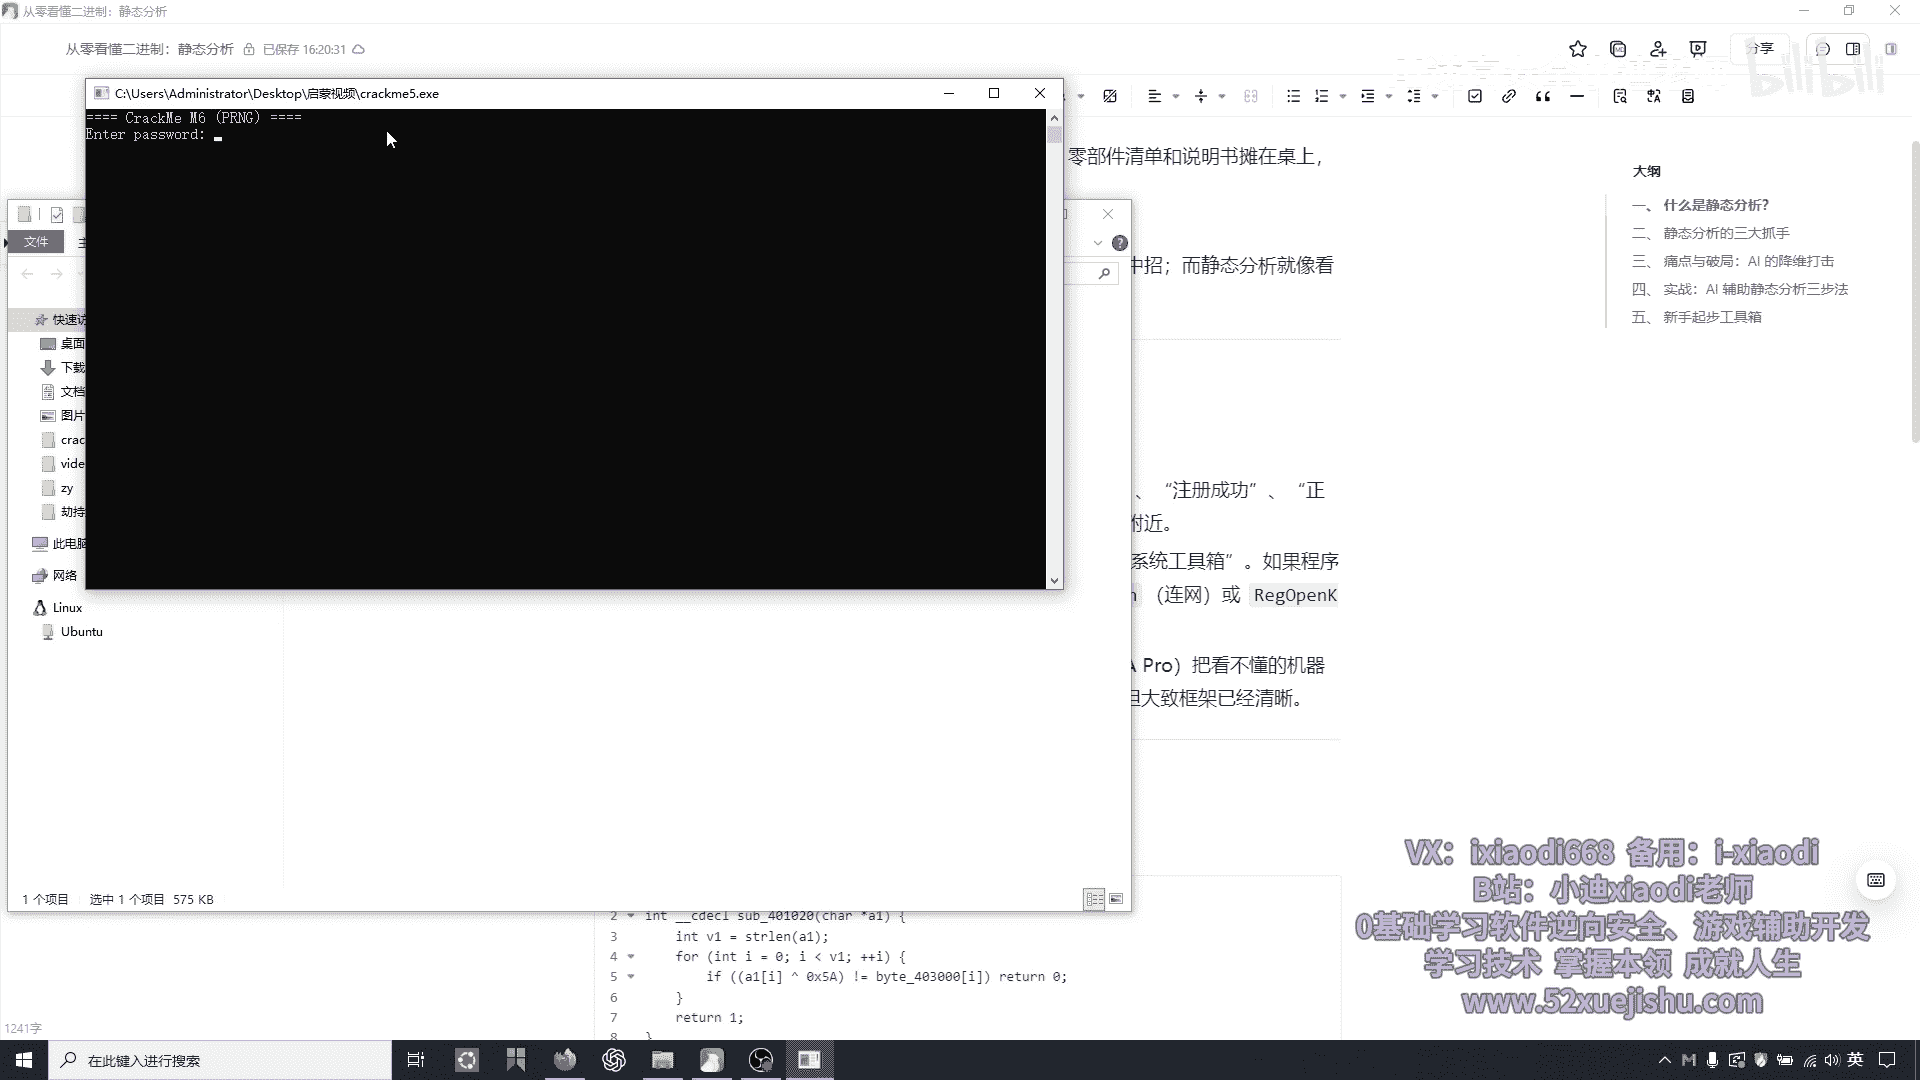 从零看懂二进制：静态分析
从零看懂二进制：静态分析 已保存 16:20:31
分享
bilibili
C:\Users\Administrator\Desktop\启蒙视频\crackme5.exe
==== CrackMe M6 (PRNG) ====
Enter password:
零部件清单和说明书摊在桌上，
中招；而静态分析就像看
、“注册成功”、“正
附近。
系统工具箱”。如果程序
（连网）或 RegOpenK
A Pro）把看不懂的机器
但大致框架已经清晰。
大纲
一、 什么是静态分析？
二、 静态分析的三大抓手
三、 痛点与破局：AI 的降维打击
四、 实战：AI 辅助静态分析三步法
五、 新手起步工具箱
文件
快速访
桌面
下载
文档
图片
crac
vide
zy
劫持
此电脑
网络
Linux
Ubuntu
1 个项目 选中 1 个项目 575 KB
2 int __cdecl sub_401020(char *a1) {
3 int v1 = strlen(a1);
4 for (int i = 0; i < v1; ++i) {
5 if ((a1[i] ^ 0x5A) != byte_403000[i]) return 0;
6 }
7 return 1;
8 }
1241字
VX：ixiaodi668 备用：i-xiaodi
B站：小迪xiaodi老师
0基础学习软件逆向安全、游戏辅助开发
学习技术 掌握本领 成就人生
www.52xuejishu.com
在此键入进行搜索
英